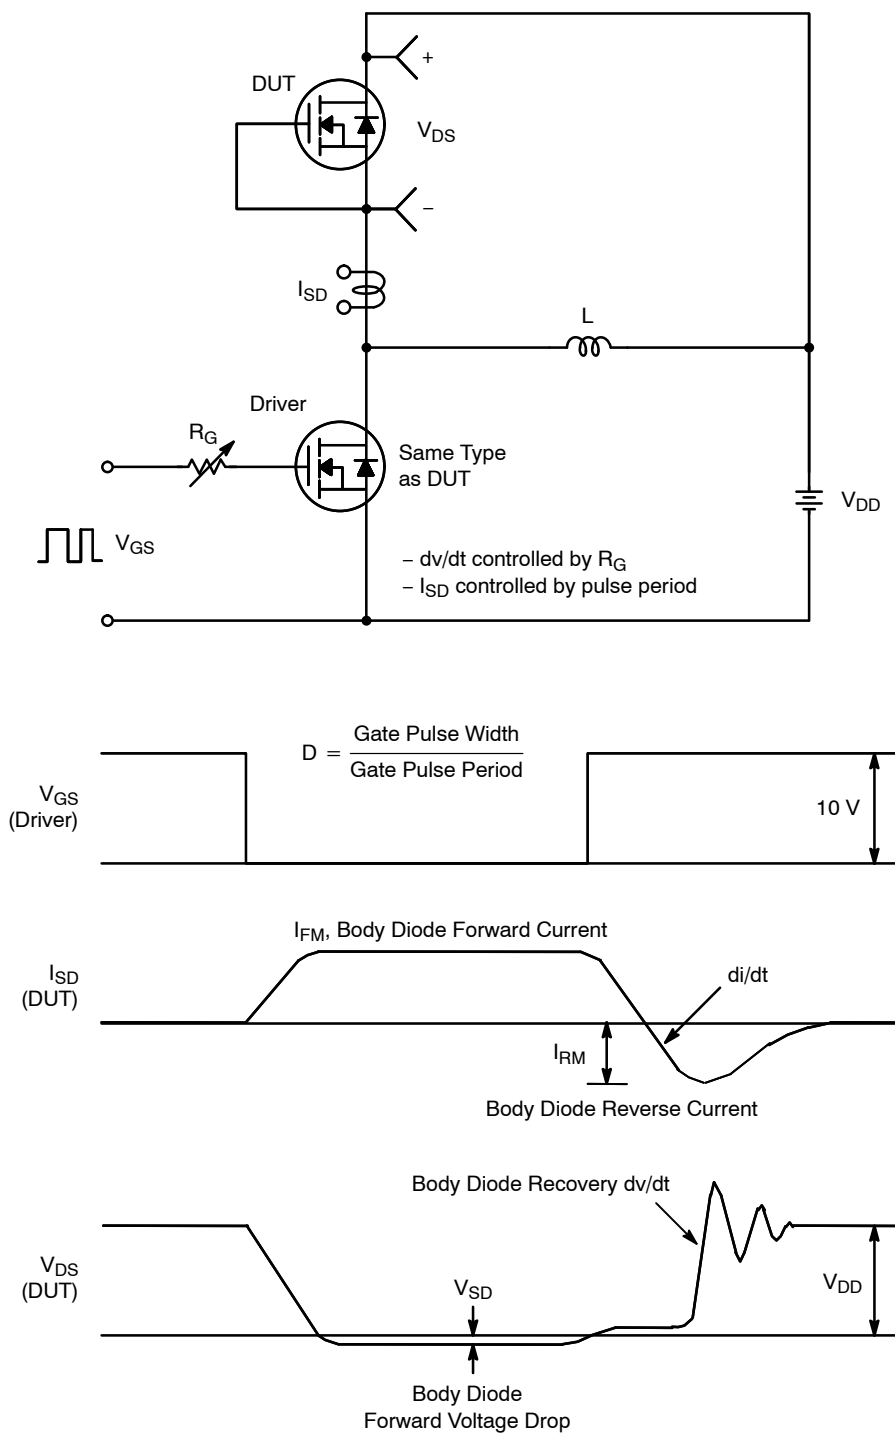 DUT
+
V_DS
−
I_SD
L
Driver
R_G
Same Type
as DUT
V_DD
V_GS
− dv/dt controlled by R_G
− I_SD controlled by pulse period
D = Gate Pulse Width
Gate Pulse Period
V_GS
(Driver)
10 V
I_FM, Body Diode Forward Current
I_SD
(DUT)
di/dt
I_RM
Body Diode Reverse Current
Body Diode Recovery dv/dt
V_DS
(DUT)
V_SD
V_DD
Body Diode
Forward Voltage Drop